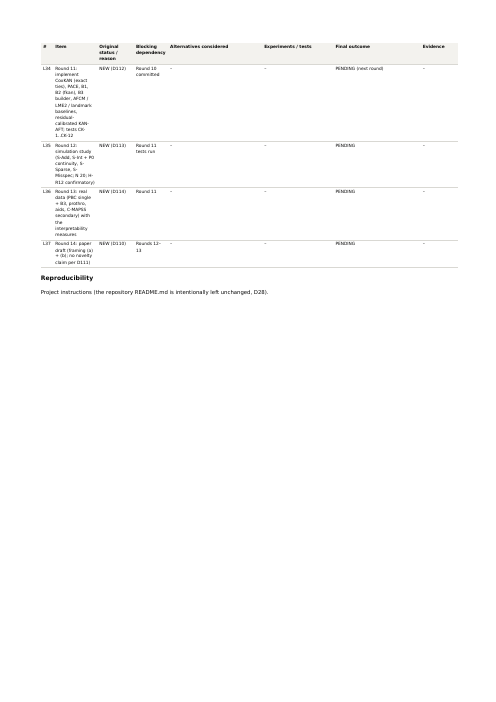 # Item Original status / reason Blocking dependency Alternatives considered Experiments / tests Final outcome Evidence
L34 Round 11: implement CoxKAN (exact ties), PACE, B1, B2 (fkan), B3 builder, AFCM / LME2 / landmark baselines, residual-calibrated KAN-AFT; tests CK-1..CK-12 NEW (D112) Round 10 committed – – PENDING (next round) –
L35 Round 12: simulation study (S-Add, S-Int + P0 continuity, S-Sparse, S-Misspec; N 20; H-R12 confirmatory) NEW (D113) Round 11 tests run – – PENDING –
L36 Round 13: real data (PBC single + B3, prothro, aids, C-MAPSS secondary) with the interpretability measures NEW (D114) Round 11 – – PENDING –
L37 Round 14: paper draft (framing (a) + (b); no novelty claim per D111) NEW (D110) Rounds 12–13 – – PENDING –
Reproducibility
Project instructions (the repository README.md is intentionally left unchanged, D28).